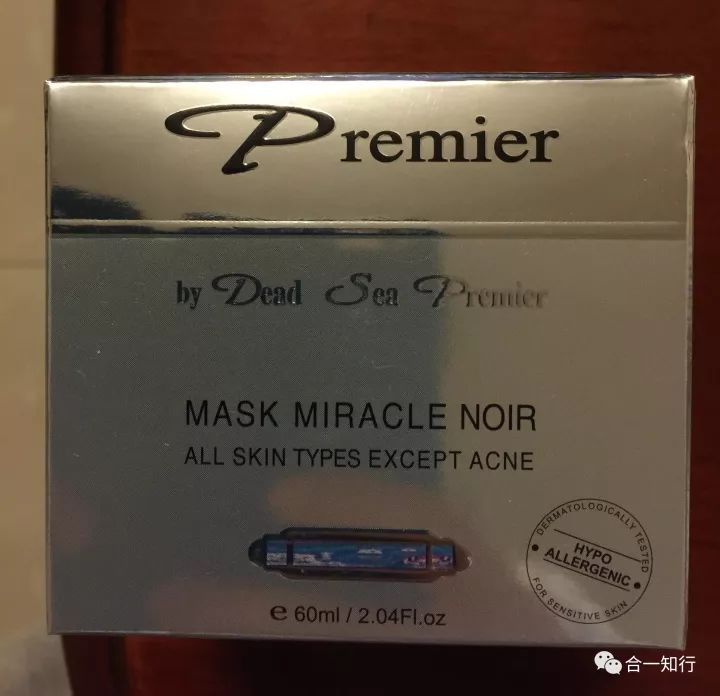 Premier
by Dead Sea Premier
MASK MIRACLE NOIR
ALL SKIN TYPES EXCEPT ACNE
DERMATOLOGICALLY TESTED
HYPO
ALLERGENIC
FOR SENSITIVE SKIN
e 60ml / 2.04Fl.oz
合一知行